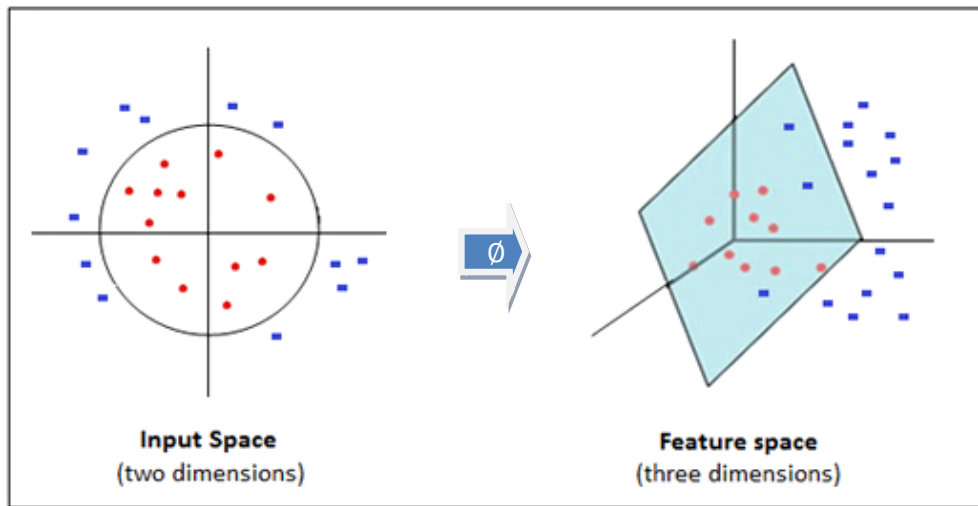 ∅
Input Space
(two dimensions)
Feature space
(three dimensions)